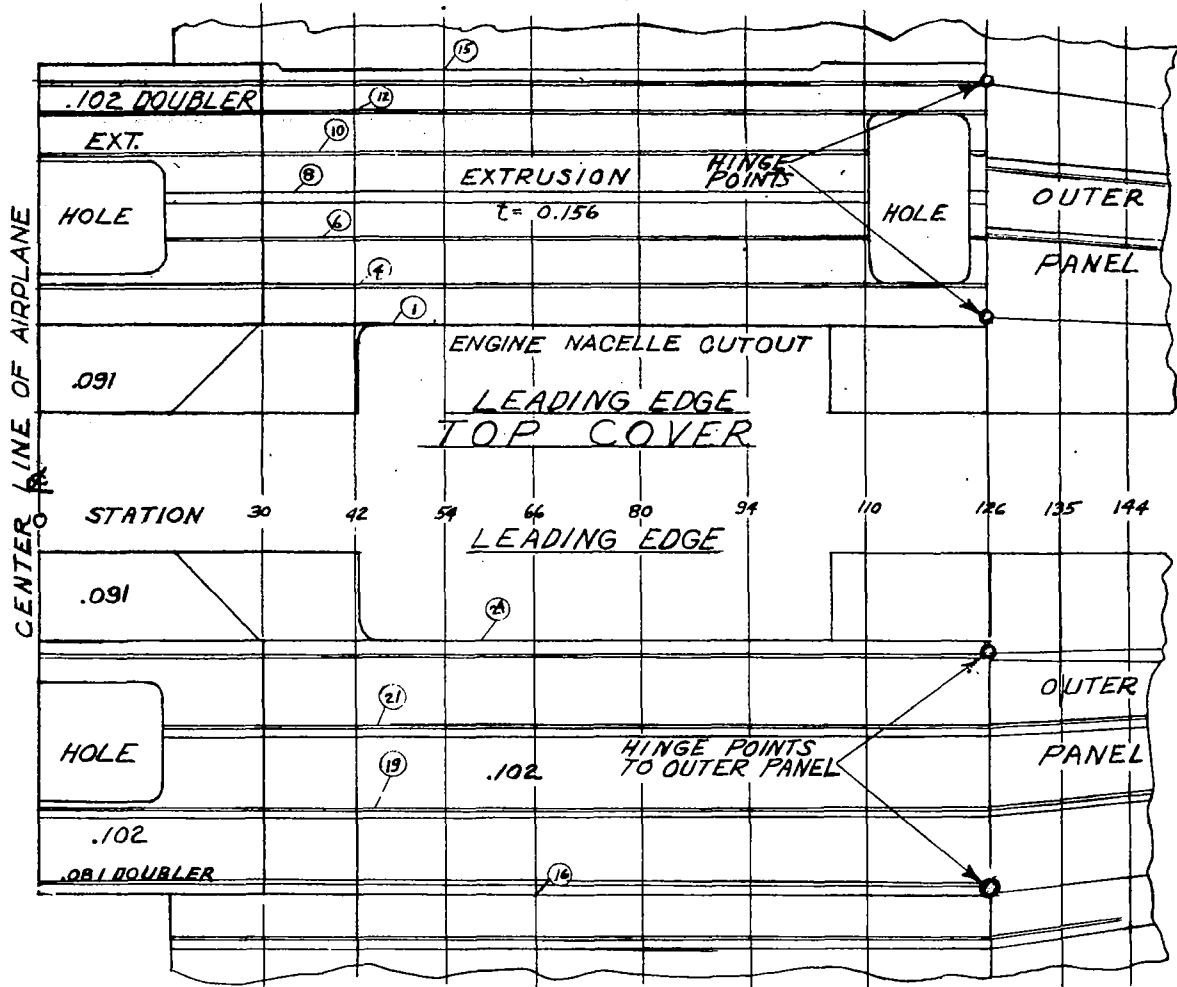 15
.102 DOUBLER
12
EXT.
10
HINGE
POINTS
8
EXTRUSION
t = 0.156
HOLE
6
HOLE
OUTER
PANEL
4
1
ENGINE NACELLE CUTOUT
.091
LEADING EDGE
TOP COVER
CENTER LINE OF AIRPLANE
STATION
0
30
42
54
66
80
94
110
126
135
144
LEADING EDGE
.091
21
OUTER
PANEL
HOLE
HINGE POINTS
TO OUTER PANEL
19
.102
.102
.081 DOUBLER
16